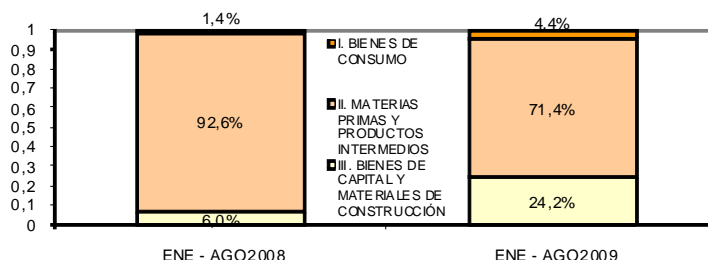 1,4%
4,4%
1
0,9
0,8
0,7
0,6
0,5
0,4
0,3
0,2
0,1
0
92,6%
6,0%
I. BIENES DE
CONSUMO
II. MATERIAS
PRIMAS Y
PRODUCTOS
INTERMEDIOS
III. BIENES DE
CAPITAL Y
MATERIALES DE
CONSTRUCCIÓN
71,4%
24,2%
ENE - AGO2008
ENE - AGO2009